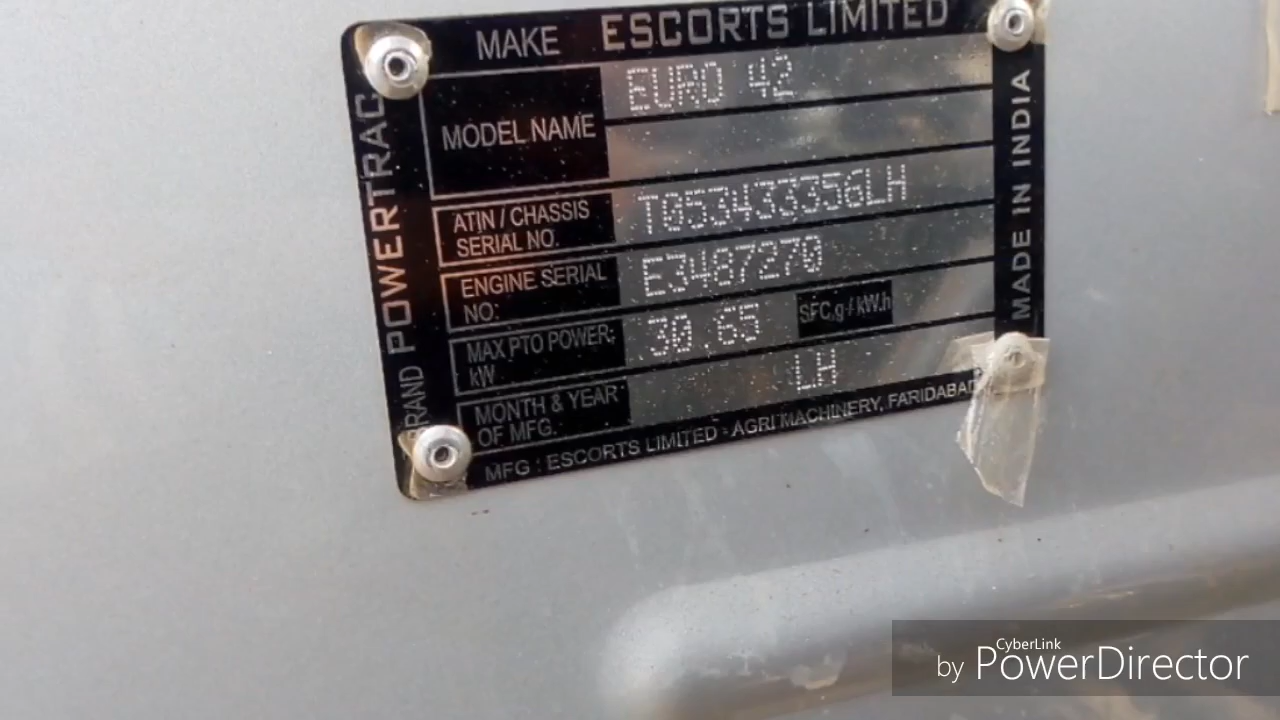 MAKE ESCORTS LIMITED
MODEL NAME EURO 42
ATIN / CHASSIS
SERIAL NO. T053433356LH
ENGINE SERIAL
NO: E3487270
MAX PTO POWER;
kW 30.65 SFC,g/kW.h
MONTH & YEAR
OF MFG. LH
MFG : ESCORTS LIMITED - AGRI MACHINERY, FARIDABAD
BRAND POWERTRAC
MADE IN INDIA
by CyberLink
PowerDirector